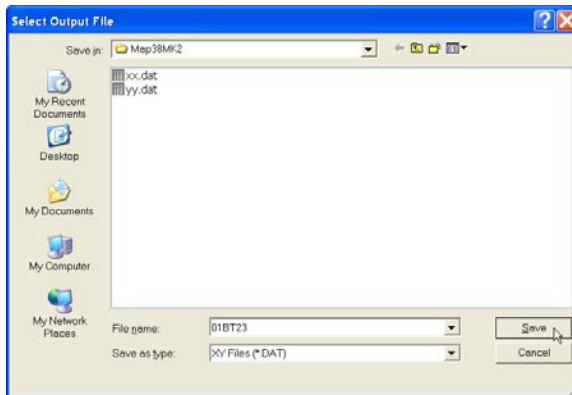 Select Output File
Save in:
Mep38MK2
xx.dat
yy.dat
My Recent
Documents
Desktop
My Documents
My Computer
My Network
Places
File name:
01BT23
Save
Save as type:
XY Files (*.DAT)
Cancel